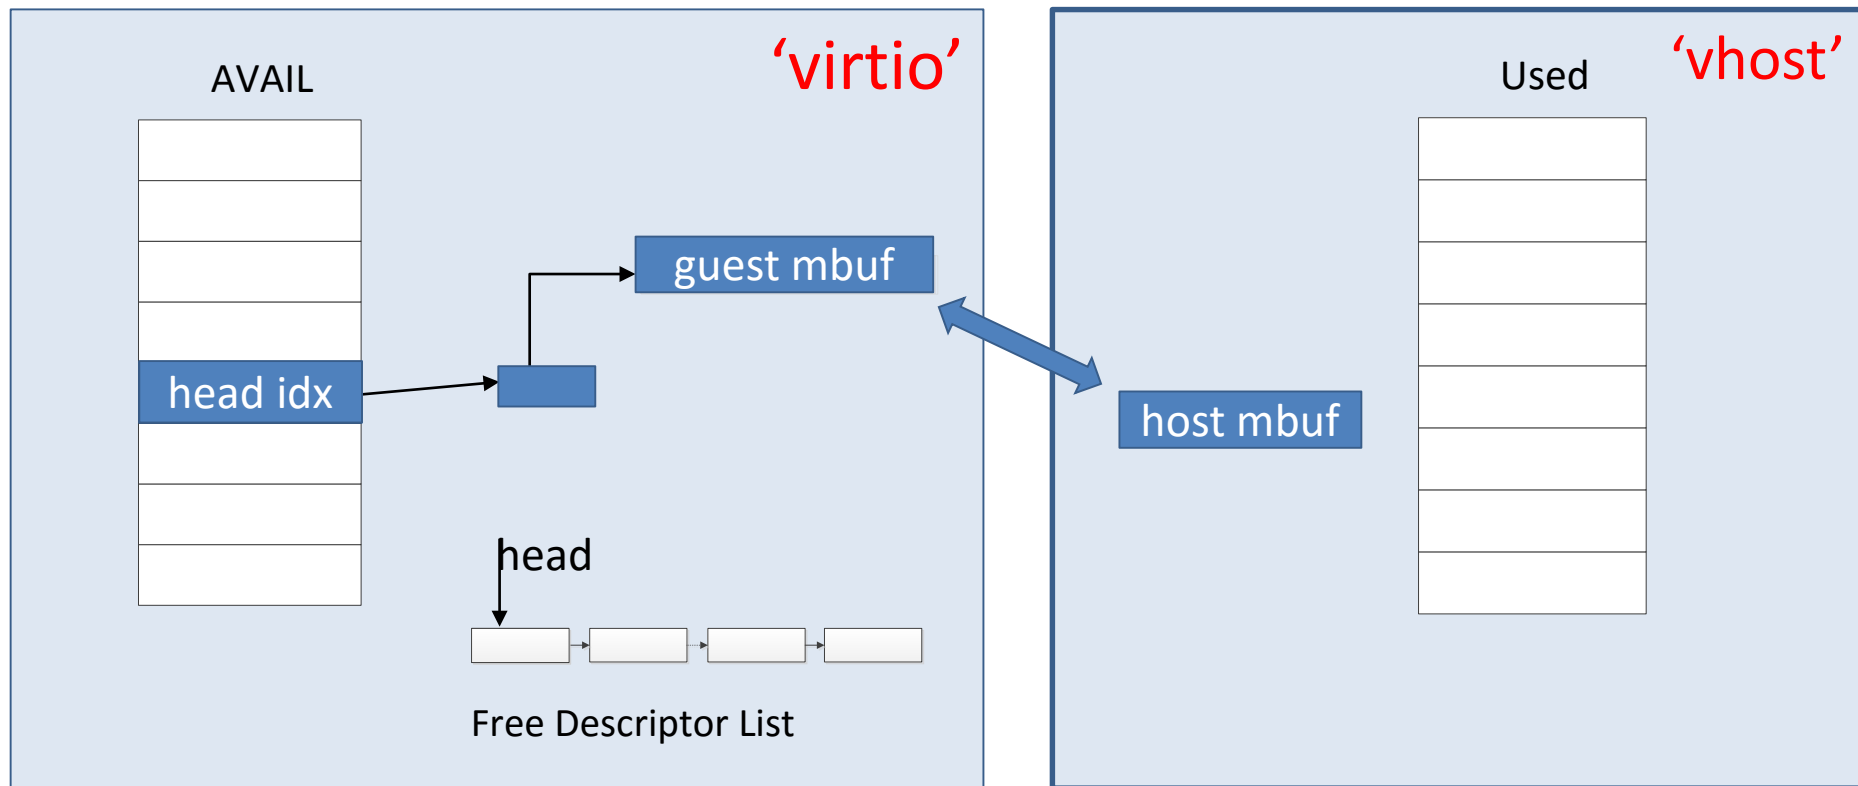 ‘virtio’
AVAIL
guest mbuf
head idx
head
Free Descriptor List
‘vhost’
Used
host mbuf